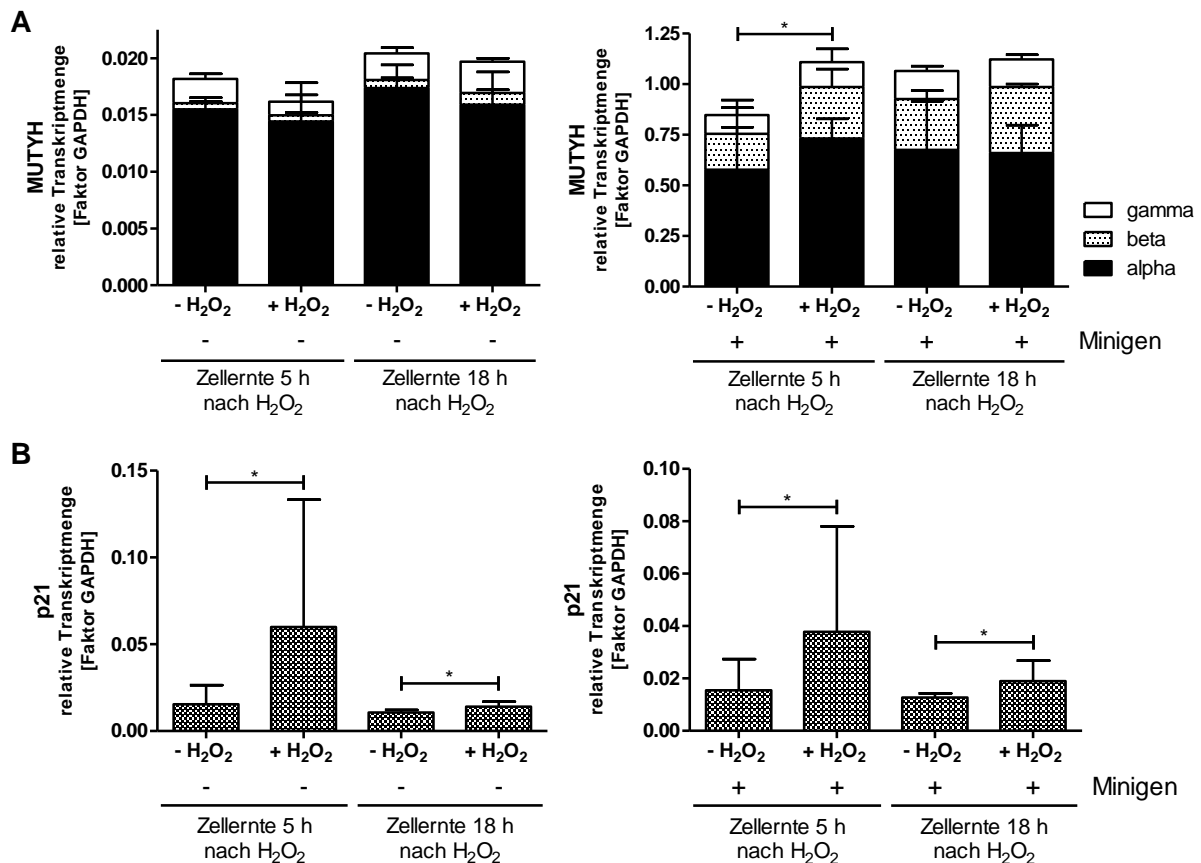 A
MUTYH
relative Transkriptmenge
[Faktor GAPDH]
0.020
0.015
0.010
0.005
0.000
- H₂O₂ + H₂O₂ - H₂O₂ + H₂O₂
- - - -
Zellernte 5 h
nach H₂O₂
Zellernte 18 h
nach H₂O₂
MUTYH
relative Transkriptmenge
[Faktor GAPDH]
1.25
1.00
0.75
0.50
0.25
0.00
*
- H₂O₂ + H₂O₂ - H₂O₂ + H₂O₂
+ + + + Minigen
Zellernte 5 h
nach H₂O₂
Zellernte 18 h
nach H₂O₂
gamma
beta
alpha
B
p21
relative Transkriptmenge
[Faktor GAPDH]
0.15
0.10
0.05
0.00
*
*
- H₂O₂ + H₂O₂ - H₂O₂ + H₂O₂
- - - -
Zellernte 5 h
nach H₂O₂
Zellernte 18 h
nach H₂O₂
p21
relative Transkriptmenge
[Faktor GAPDH]
0.10
0.08
0.06
0.04
0.02
0.00
*
*
- H₂O₂ + H₂O₂ - H₂O₂ + H₂O₂
+ + + + Minigen
Zellernte 5 h
nach H₂O₂
Zellernte 18 h
nach H₂O₂